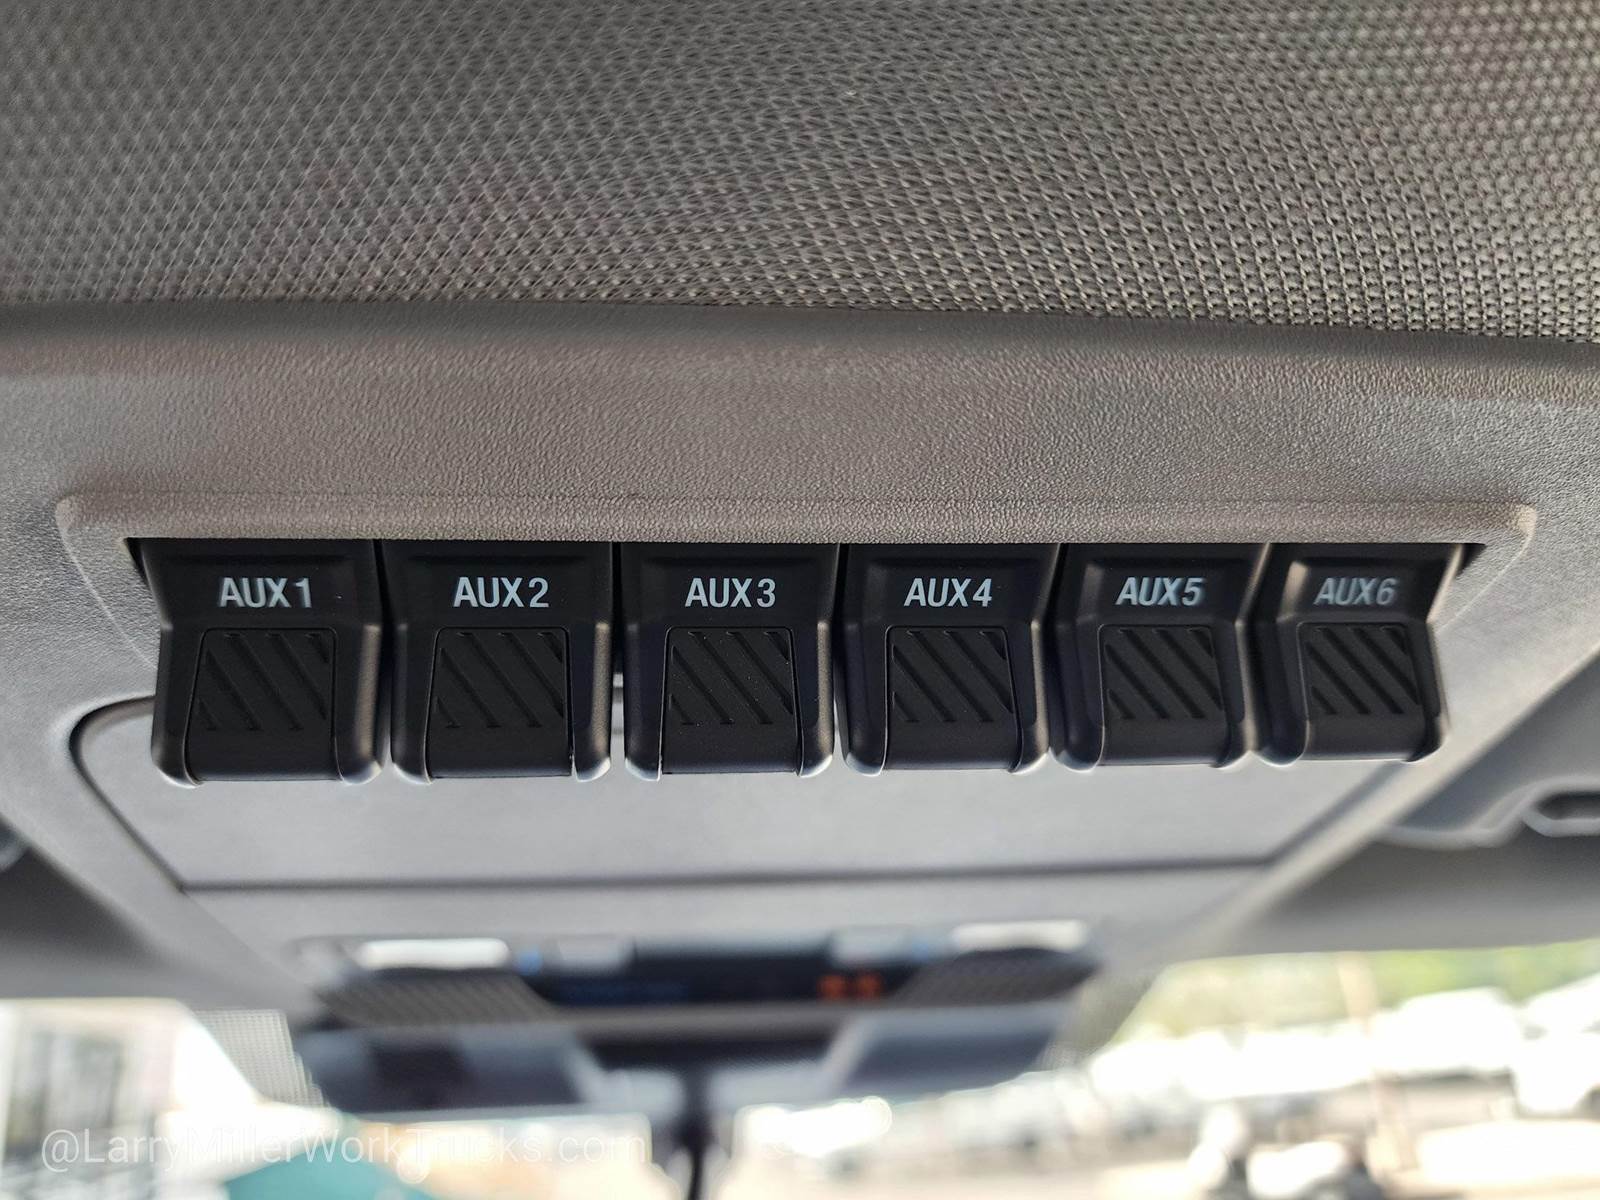 AUX1 AUX2 AUX3 AUX4 AUX5 AUX6
@LarryMillerWorkTrucks.com